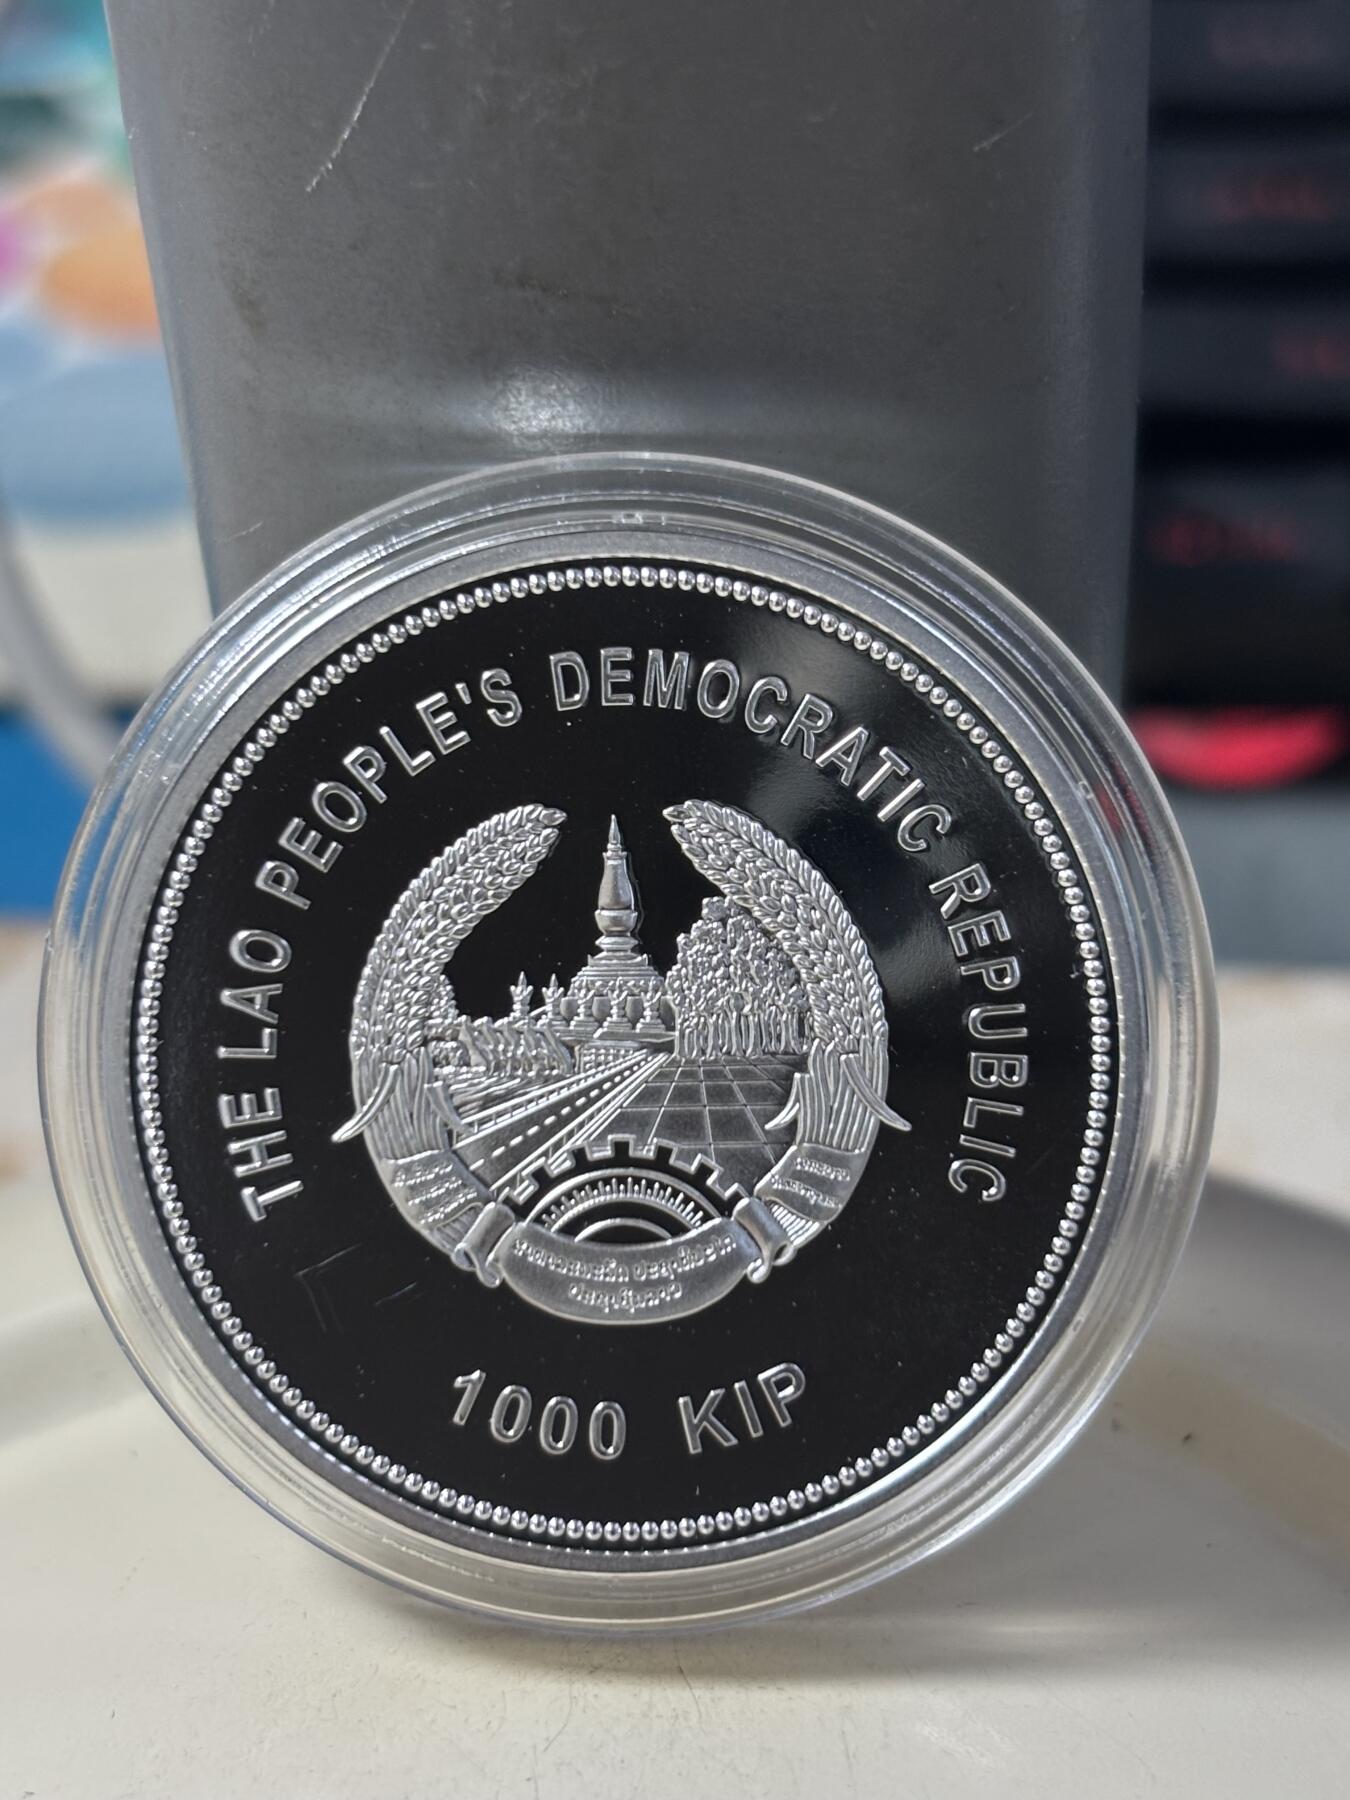 THE LAO PEOPLE'S DEMOCRATIC REPUBLIC
1000 KIP